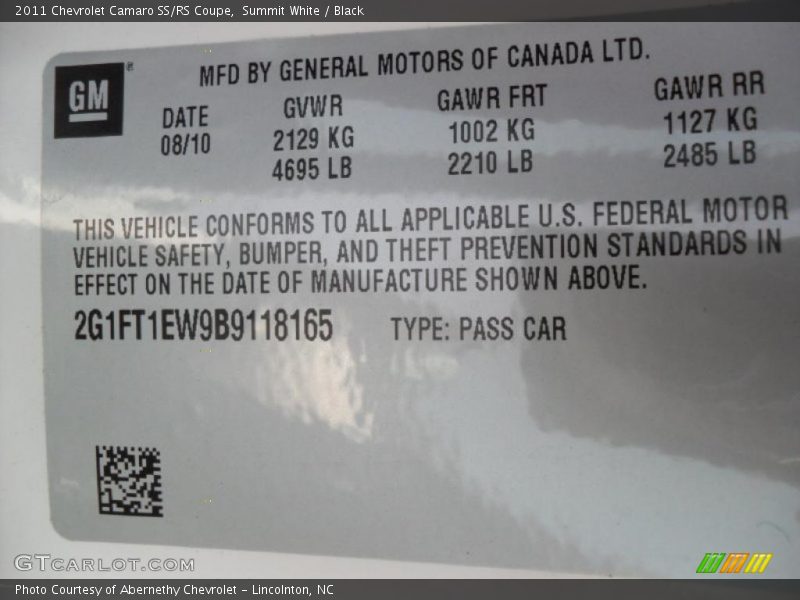 2011 Chevrolet Camaro SS/RS Coupe,  Summit White / Black
GM®
MFD BY GENERAL MOTORS OF CANADA LTD.
DATE GVWR GAWR FRT GAWR RR
08/10 2129 KG 1002 KG 1127 KG
4695 LB 2210 LB 2485 LB
THIS VEHICLE CONFORMS TO ALL APPLICABLE U.S. FEDERAL MOTOR
VEHICLE SAFETY, BUMPER, AND THEFT PREVENTION STANDARDS IN
EFFECT ON THE DATE OF MANUFACTURE SHOWN ABOVE.
2G1FT1EW9B9118165 TYPE: PASS CAR
GTCARLOT.COM
Photo Courtesy of Abernethy Chevrolet – Lincolnton, NC